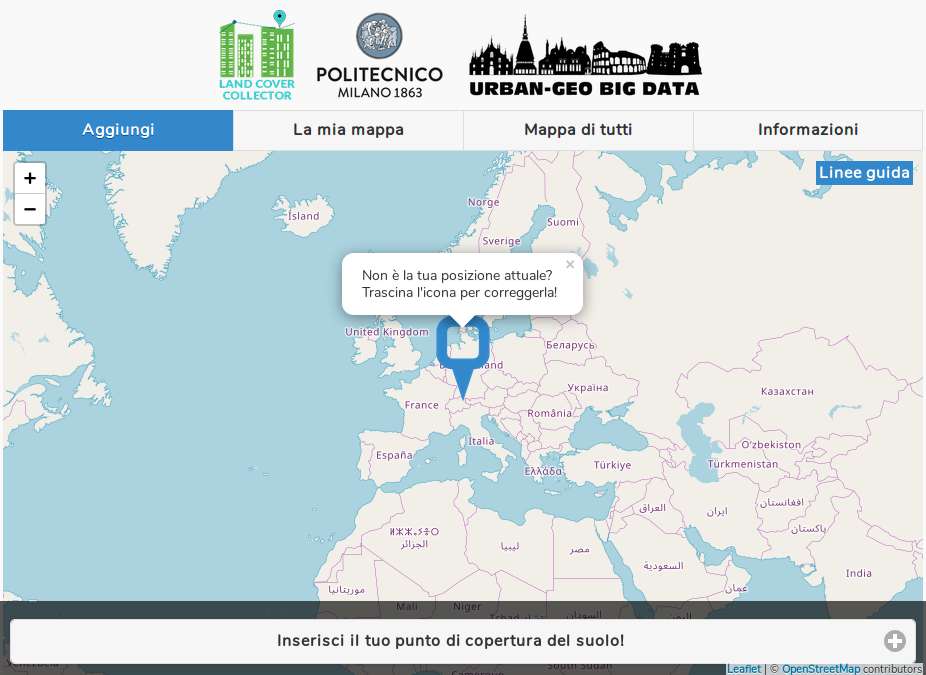 LAND COVER
COLLECTOR
POLITECNICO
MILANO 1863
URBAN-GEO BIG DATA
Aggiungi
La mia mappa
Mappa di tutti
Informazioni
+
−
Linee guida
Ísland
Norge
Suomi
Sverige
Non è la tua posizione attuale?
Trascina l'icona per correggerla!
×
United Kingdom
Беларусь
France
Україна
Казахстан
România
Italia
España
O'zbekiston
Ελλάδα
Türkiye
Türkmenistan
العراق
ایران
افغانستان
پاکستان
ⵍⵣⵣⴰⵢⴻⵔ
الجزائر
ليبيا
مصر
السعودية
موريتانيا
عمان
India
Mali
Niger
السودان
اليمن
Inserisci il tuo punto di copertura del suolo!
South Sudan
Leaflet | © OpenStreetMap contributors